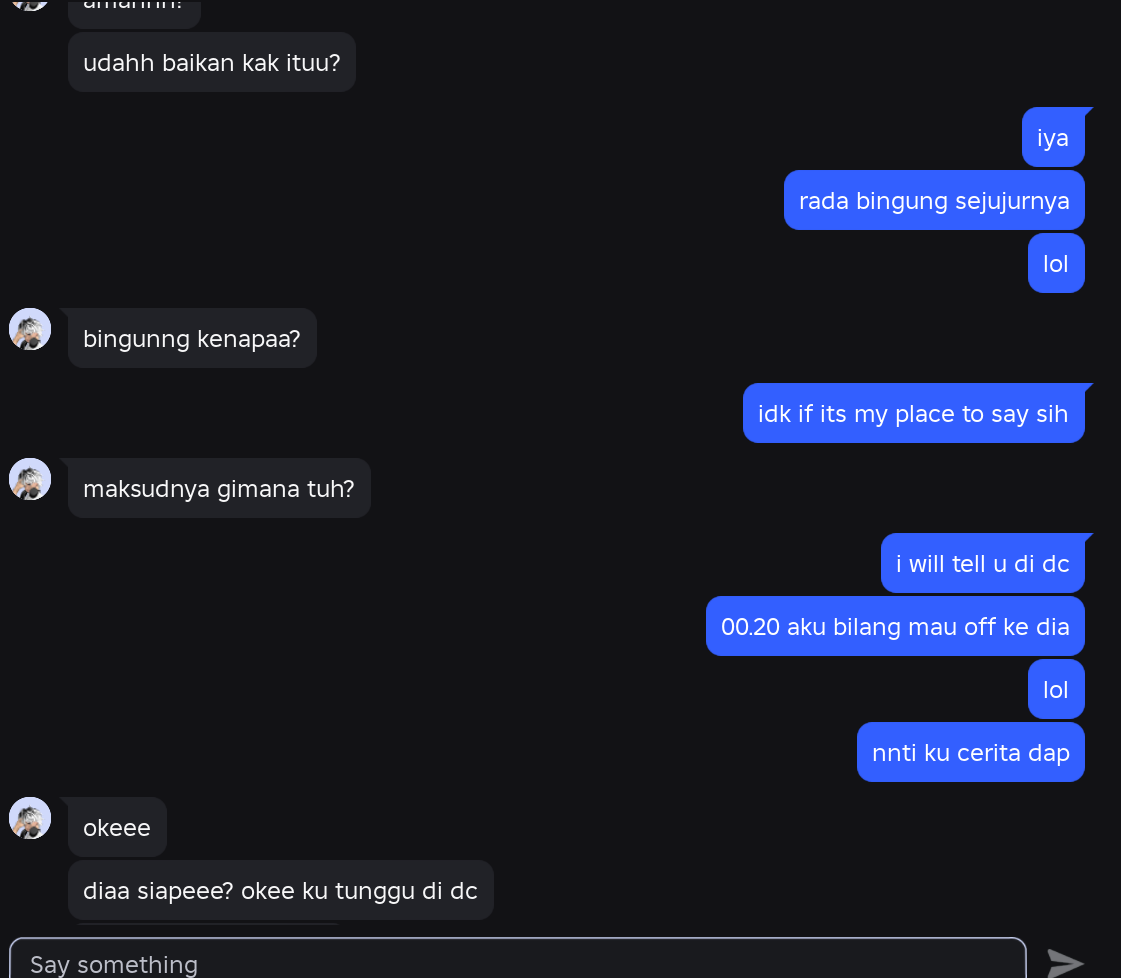 amannn?
udahh baikan kak ituu?
iya
rada bingung sejujurnya
lol
bingunng kenapaa?
idk if its my place to say sih
maksudnya gimana tuh?
i will tell u di dc
00.20 aku bilang mau off ke dia
lol
nnti ku cerita dap
okeee
diaa siapeee? okee ku tunggu di dc
Say something